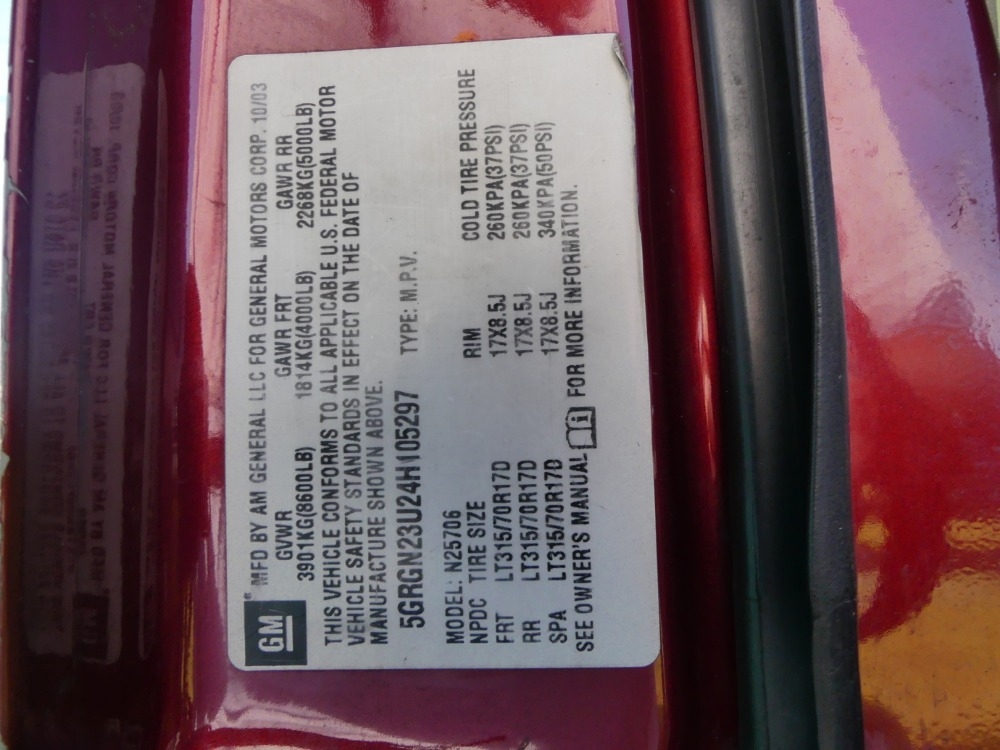 GM
MFD BY AM GENERAL LLC FOR GENERAL MOTORS CORP. 10/03
GVWR GAWR FRT GAWR RR
3901KG(8600LB) 1814KG(4000LB) 2268KG(5000LB)
THIS VEHICLE CONFORMS TO ALL APPLICABLE U.S. FEDERAL MOTOR
VEHICLE SAFETY STANDARDS IN EFFECT ON THE DATE OF
MANUFACTURE SHOWN ABOVE.
5GRGN23U24H105297 TYPE: M.P.V.
MODEL: N25706
NPDC TIRE SIZE RIM COLD TIRE PRESSURE
FRT LT315/70R17D 17X8.5J 260KPA(37PSI)
RR LT315/70R17D 17X8.5J 260KPA(37PSI)
SPA LT315/70R17D 17X8.5J 340KPA(50PSI)
SEE OWNER'S MANUAL i FOR MORE INFORMATION.